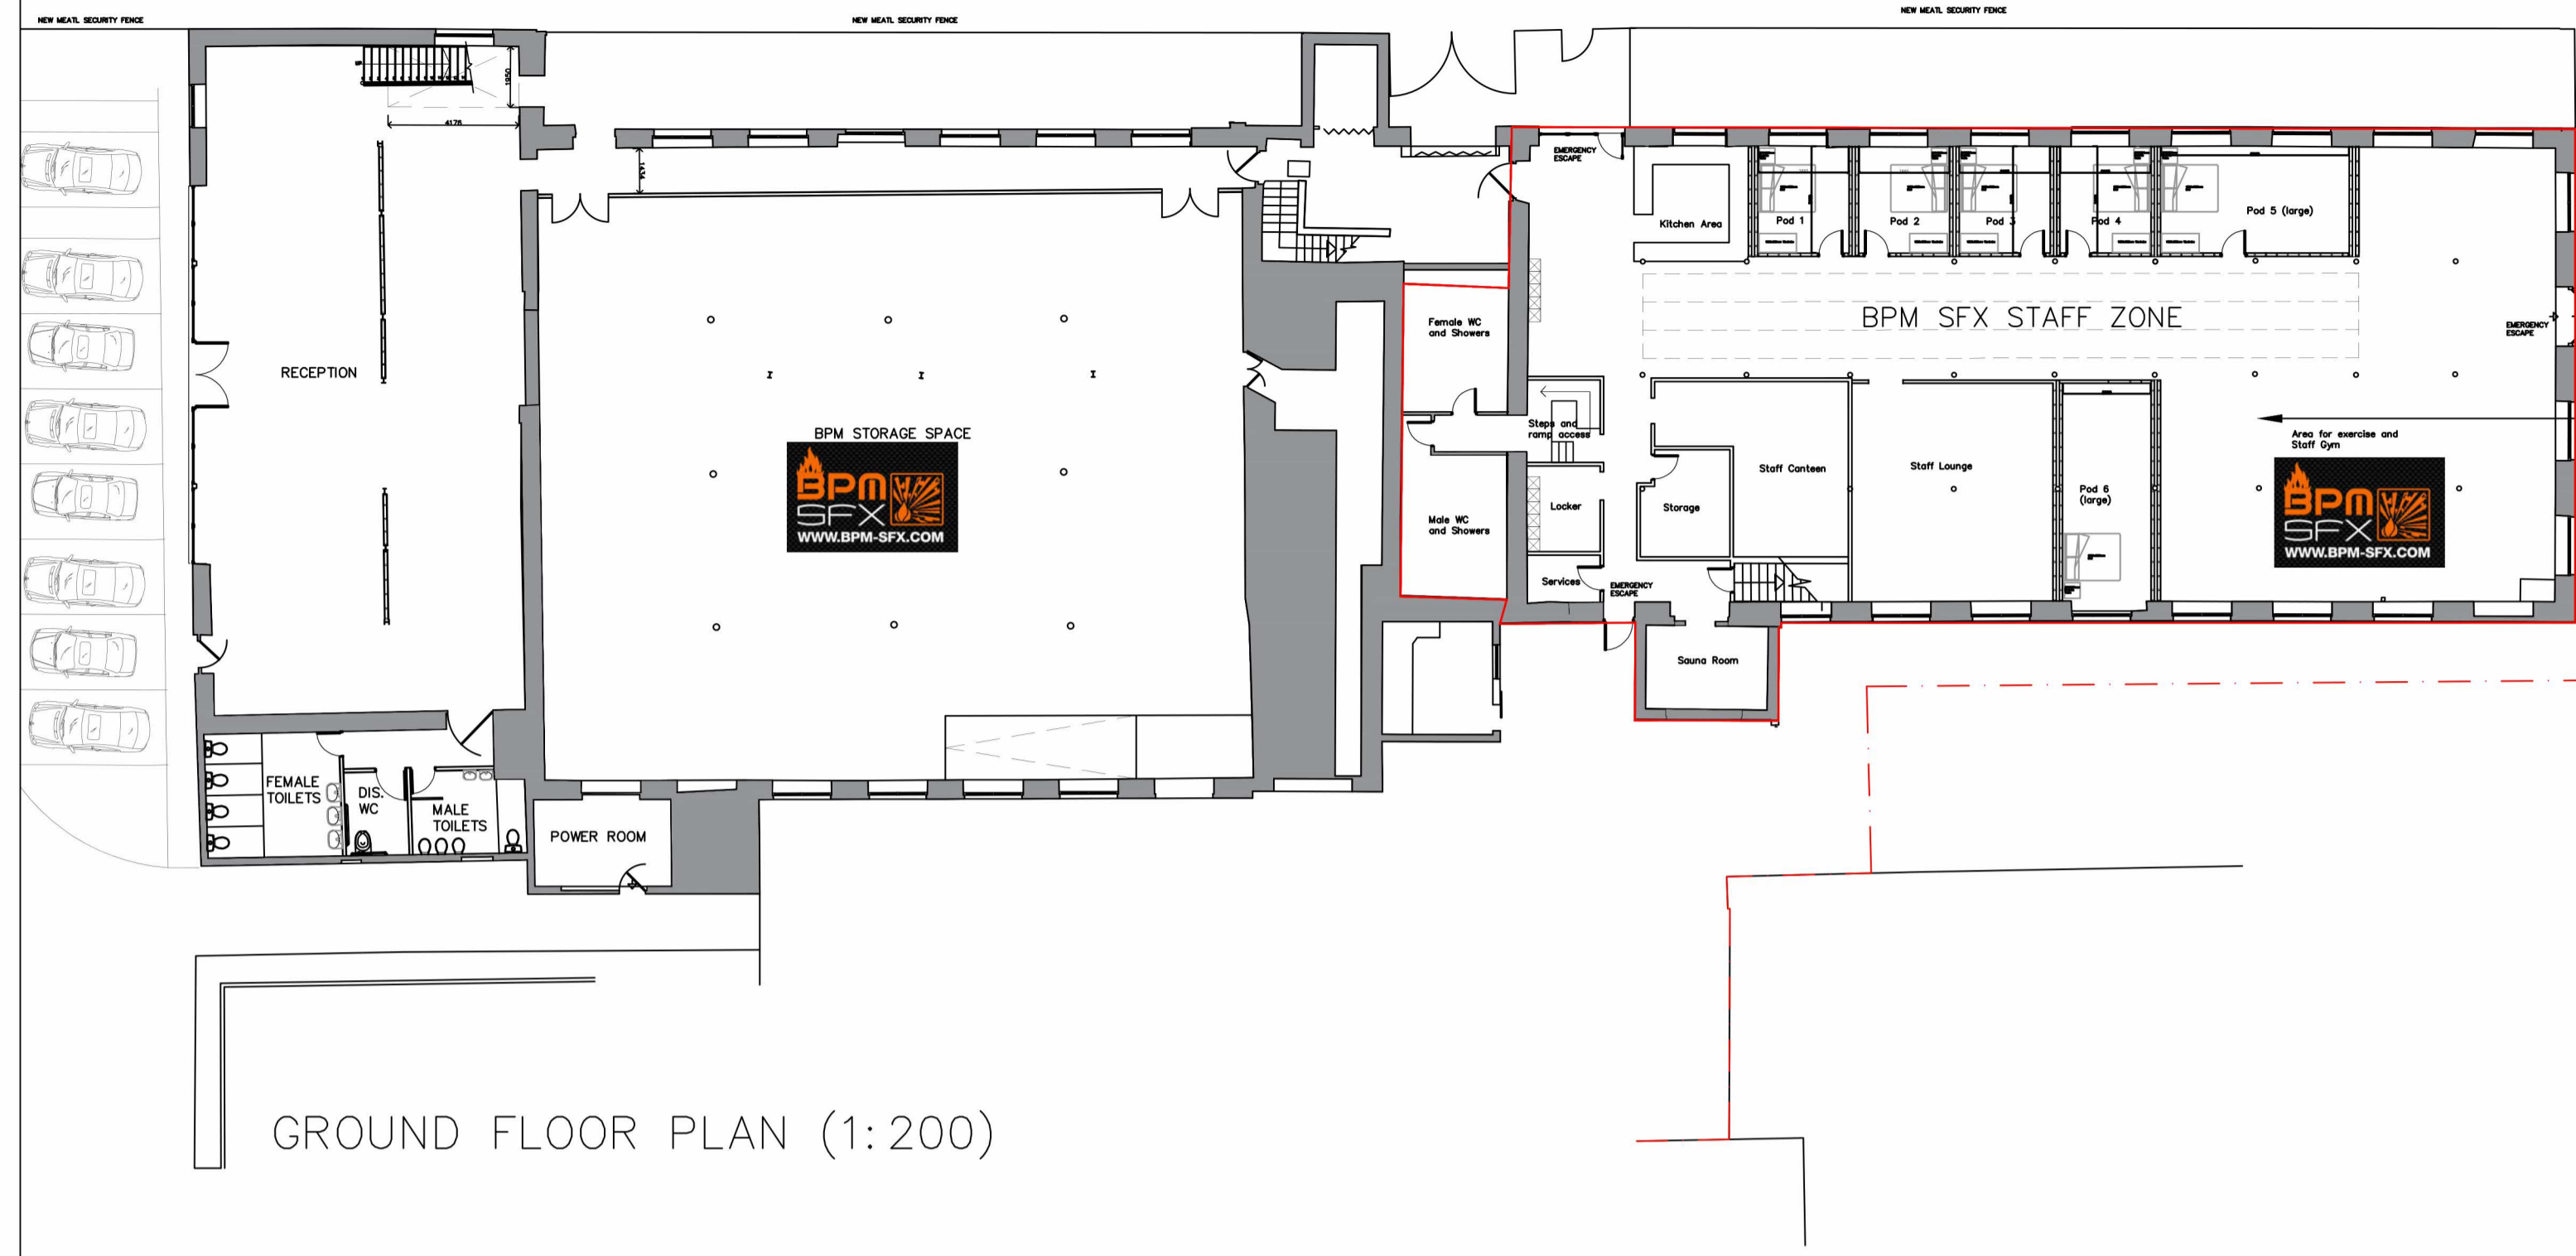 NEW MEATL SECURITY FENCE
NEW MEATL SECURITY FENCE
NEW MEATL SECURITY FENCE
1950
4176
1434
EMERGENCY
ESCAPE
Kitchen Area
Pod 1
Pod 2
Pod 3
Pod 4
Pod 5 (large)
BPM SFX STAFF ZONE
EMERGENCY
ESCAPE
RECEPTION
Female WC
and Showers
BPM STORAGE SPACE
BPM
SFX
WWW.BPM-SFX.COM
Steps and
ramp access
Area for exercise and
Staff Gym
BPM
SFX
WWW.BPM-SFX.COM
Staff Canteen
Staff Lounge
Pod 6
(large)
Locker
Storage
Male WC
and Showers
Services
EMERGENCY
ESCAPE
Sauna Room
FEMALE
TOILETS
DIS.
WC
MALE
TOILETS
POWER ROOM
GROUND FLOOR PLAN (1:200)